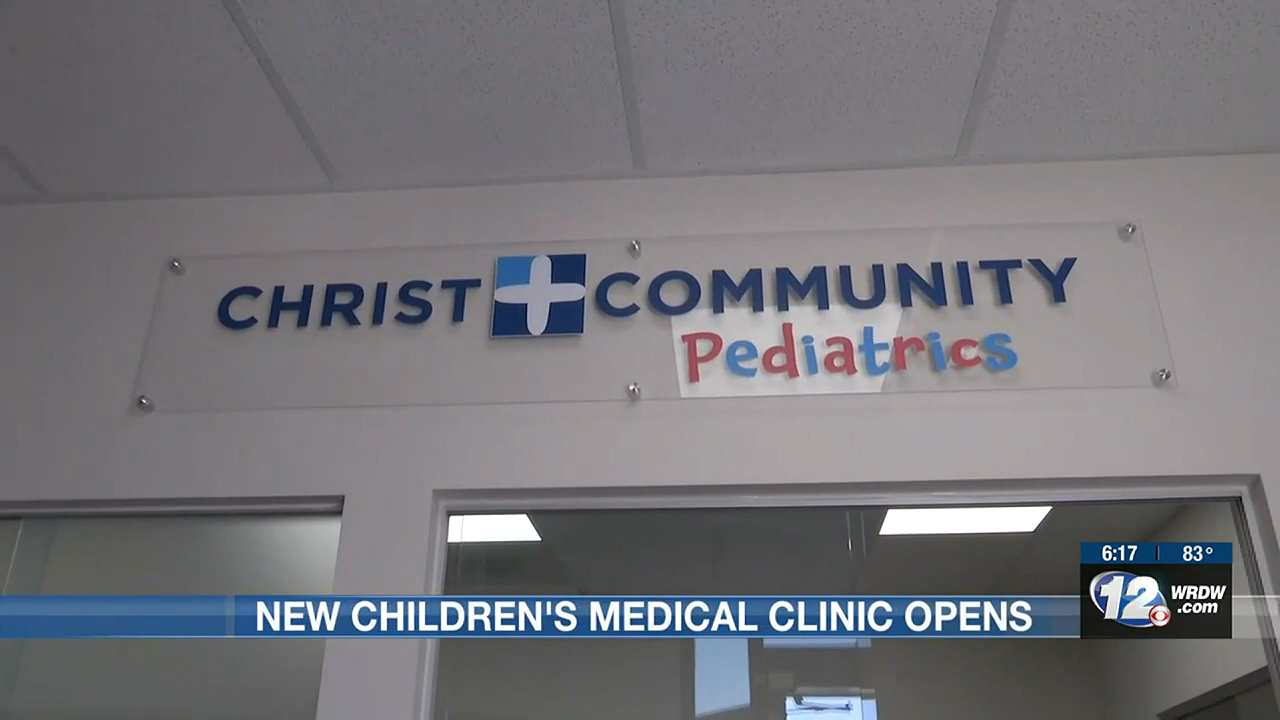 CHRIST COMMUNITY
Pediatrics
6:17 83°
12 WRDW
.com
NEW CHILDREN'S MEDICAL CLINIC OPENS